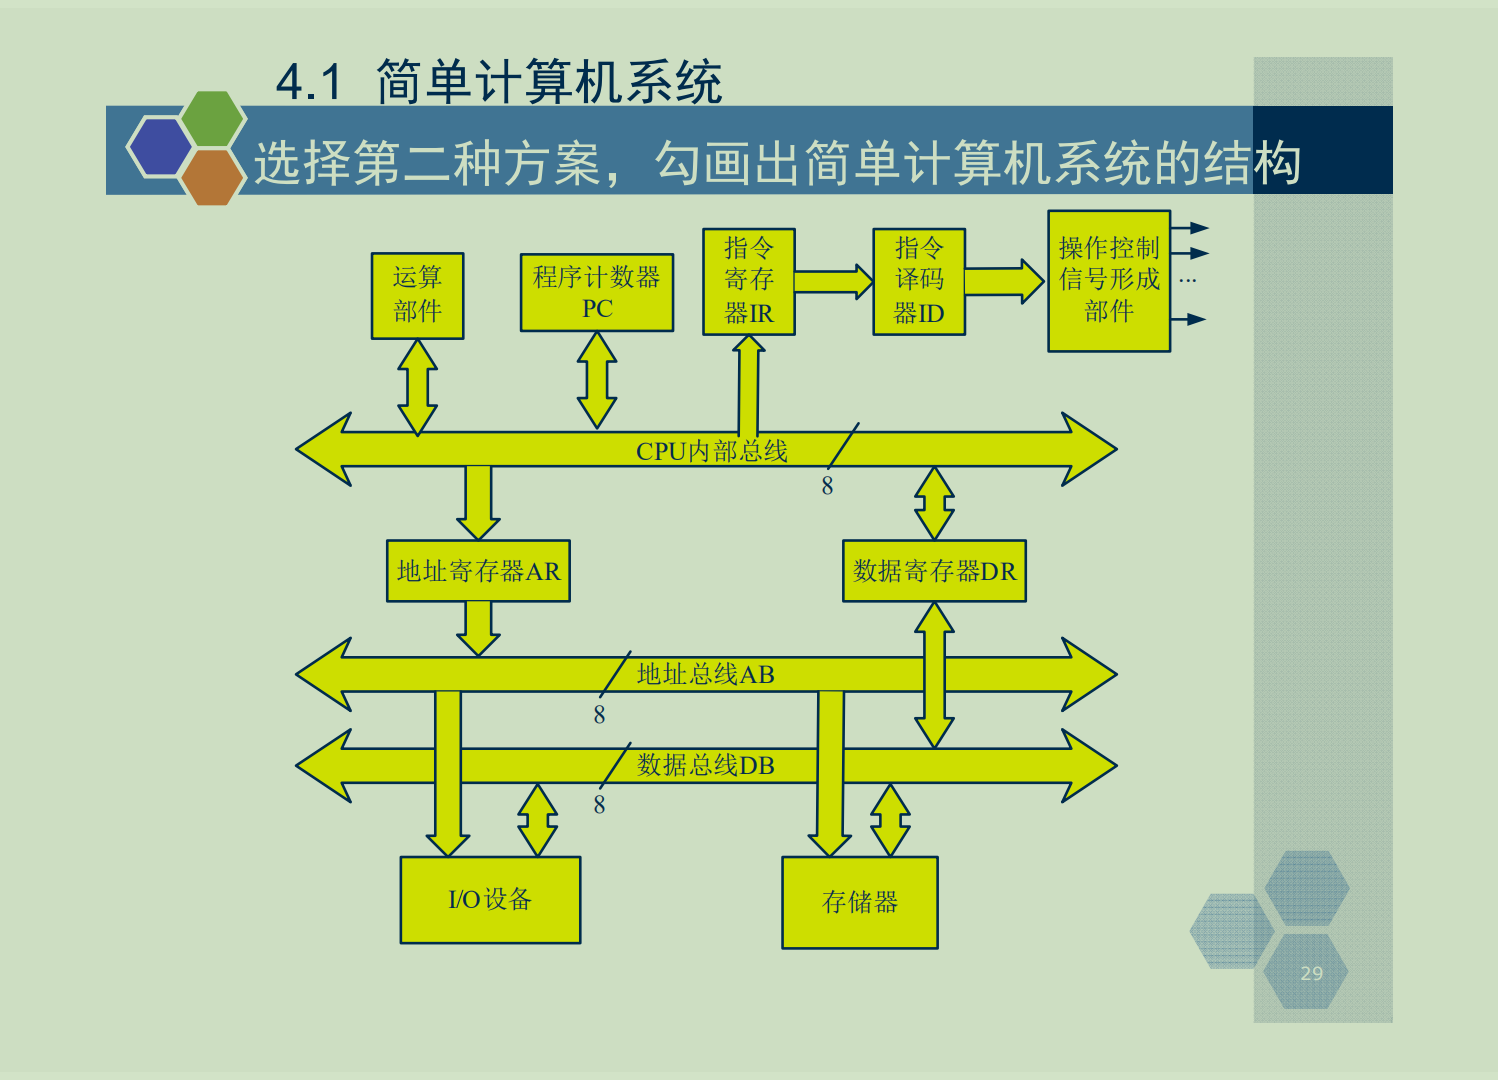 4.1 简单计算机系统
选择第二种方案，勾画出简单计算机系统的结构
运算
部件
程序计数器
PC
指令
寄存
器IR
指令
译码
器ID
操作控制
信号形成
部件
...
CPU内部总线
8
地址寄存器AR
数据寄存器DR
地址总线AB
8
数据总线DB
8
I/O设备
存储器
29